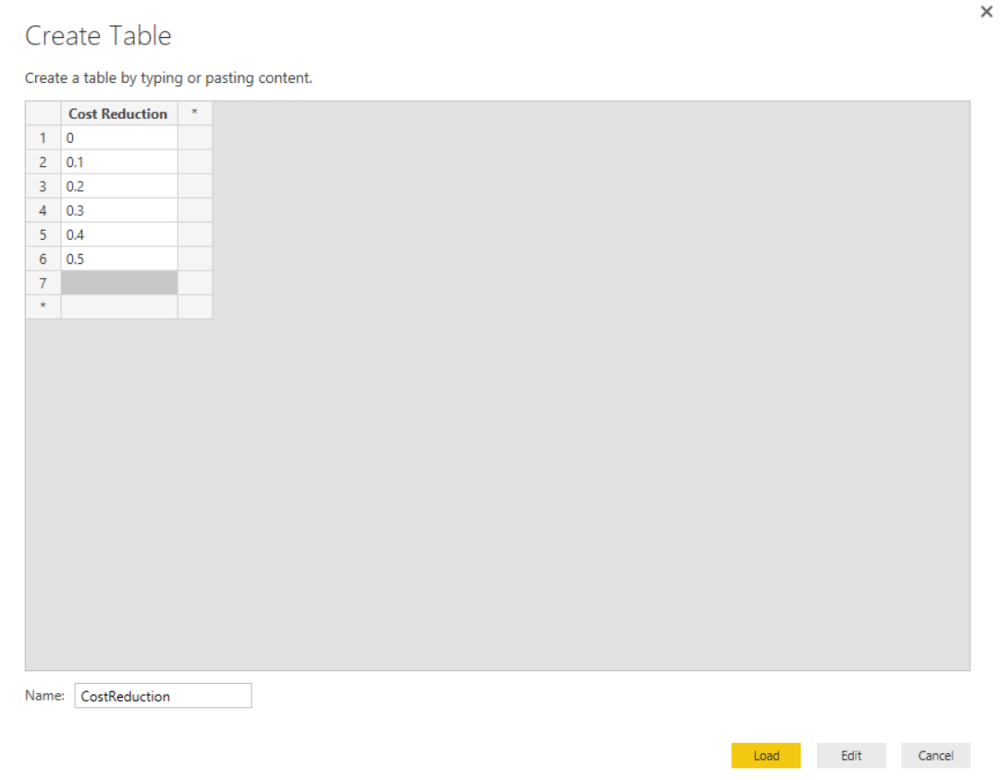 ×
Create Table
Create a table by typing or pasting content.
Cost Reduction *
1 0
2 0.1
3 0.2
4 0.3
5 0.4
6 0.5
7
*
Name: CostReduction
Load Edit Cancel